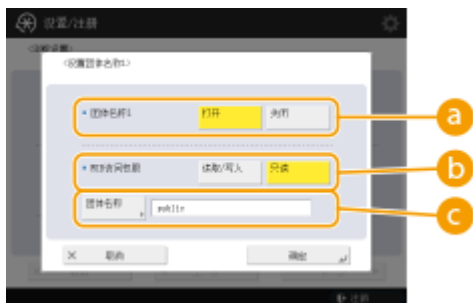 设置/注册
<设置团体名称1>
团体名称1
打开
关闭
a
MIB访问权限
读取/写入
只读
b
团体名称
public
c
取消
确定
注销